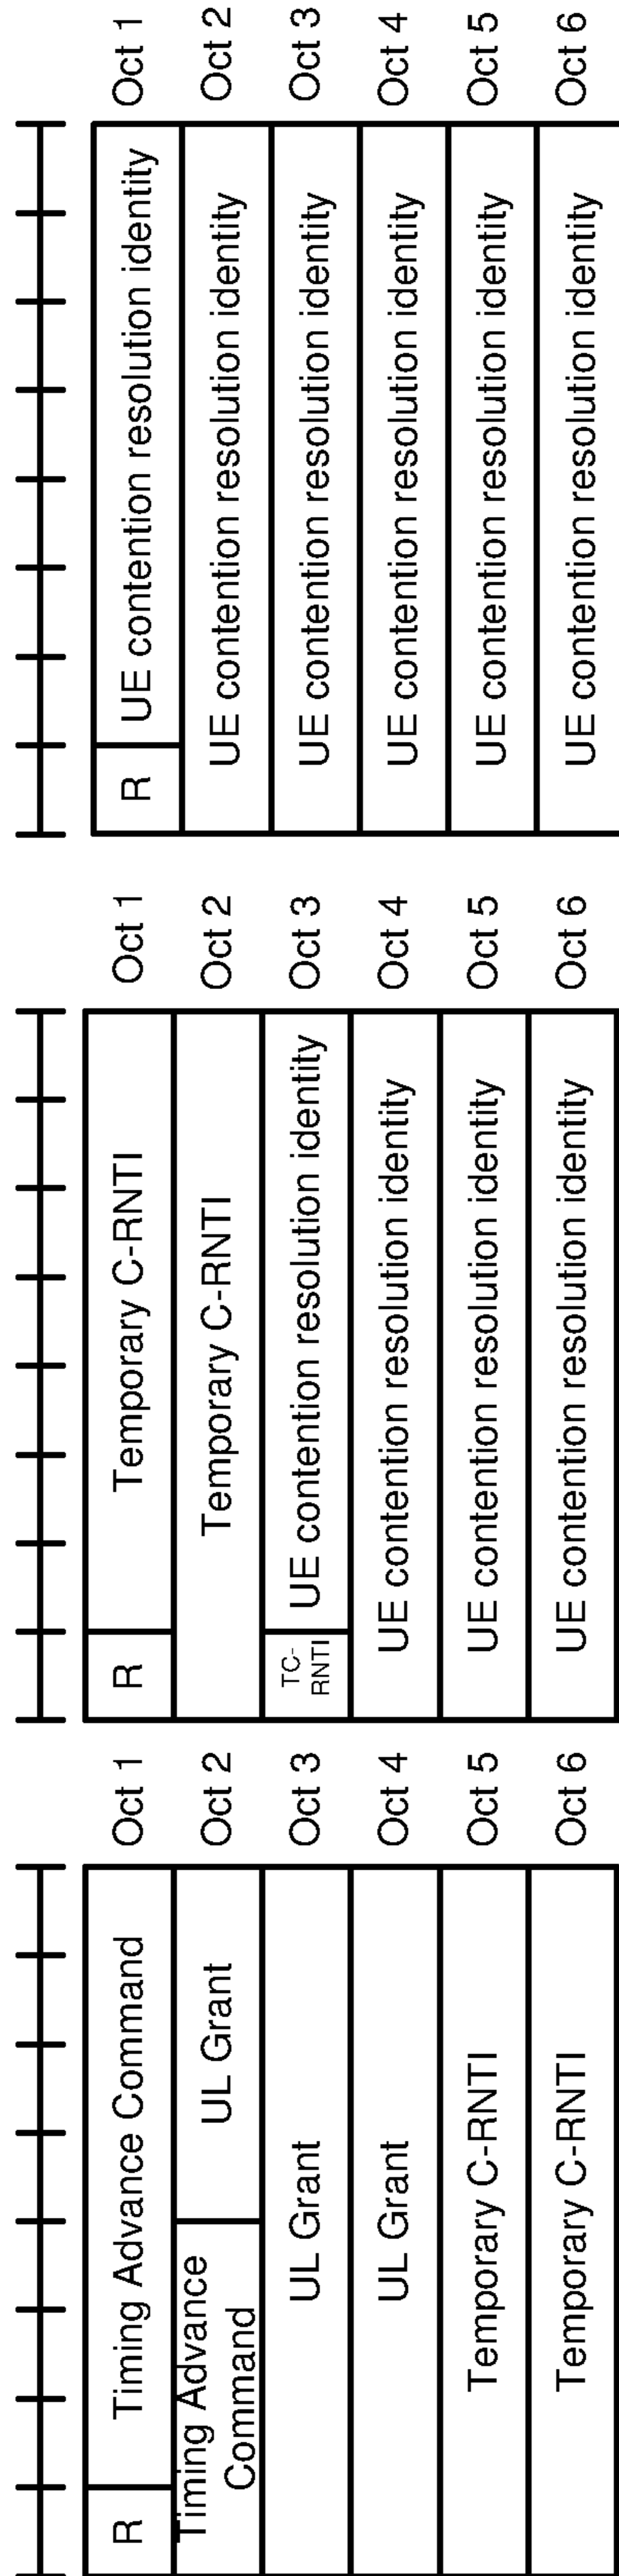 R Timing Advance Command Oct 1
Timing Advance
Command
UL Grant Oct 2
UL Grant Oct 3
UL Grant Oct 4
Temporary C-RNTI Oct 5
Temporary C-RNTI Oct 6
R Temporary C-RNTI Oct 1
Temporary C-RNTI Oct 2
TC-
RNTI
UE contention resolution identity Oct 3
UE contention resolution identity Oct 4
UE contention resolution identity Oct 5
UE contention resolution identity Oct 6
R UE contention resolution identity Oct 1
UE contention resolution identity Oct 2
UE contention resolution identity Oct 3
UE contention resolution identity Oct 4
UE contention resolution identity Oct 5
UE contention resolution identity Oct 6